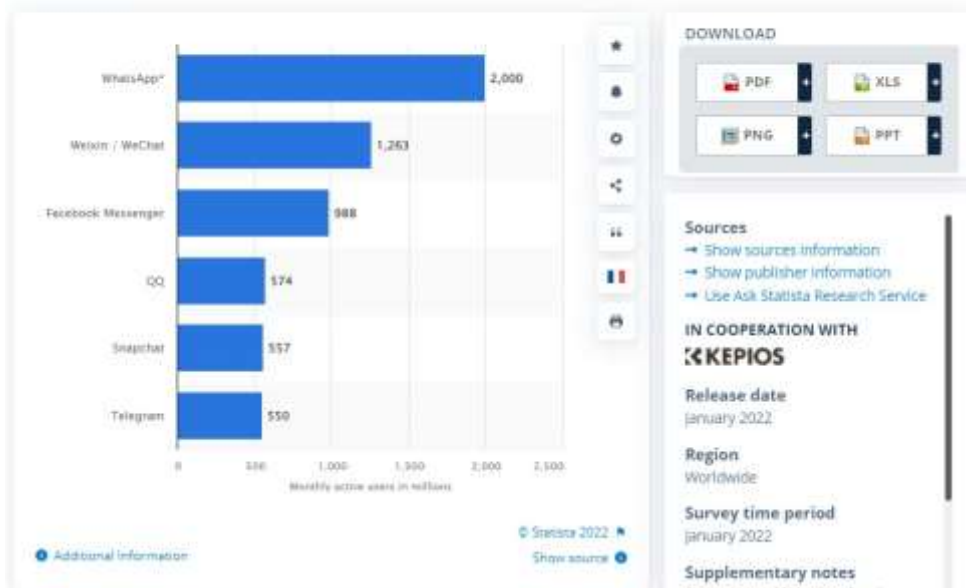 WhatsApp*
2,000
Weixin / WeChat
1,263
Facebook Messenger
988
QQ
574
Snapchat
557
Telegram
550
0 500 1,000 1,500 2,000 2,500
Monthly active users in millions
© Statista 2022
Additional Information
Show source
DOWNLOAD
PDF + XLS +
PNG + PPT +
Sources
→ Show sources information
→ Show publisher information
→ Use Ask Statista Research Service
IN COOPERATION WITH
KEPIOS
Release date
January 2022
Region
Worldwide
Survey time period
January 2022
Supplementary notes